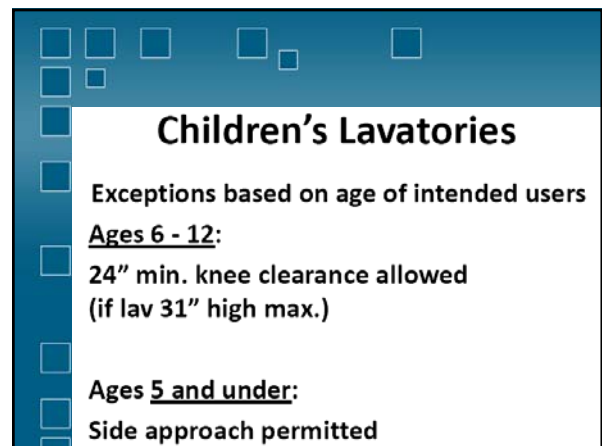 Children’s Lavatories
Exceptions based on age of intended users
Ages 6 - 12:
24” min. knee clearance allowed
(if lav 31” high max.)
Ages 5 and under:
Side approach permitted